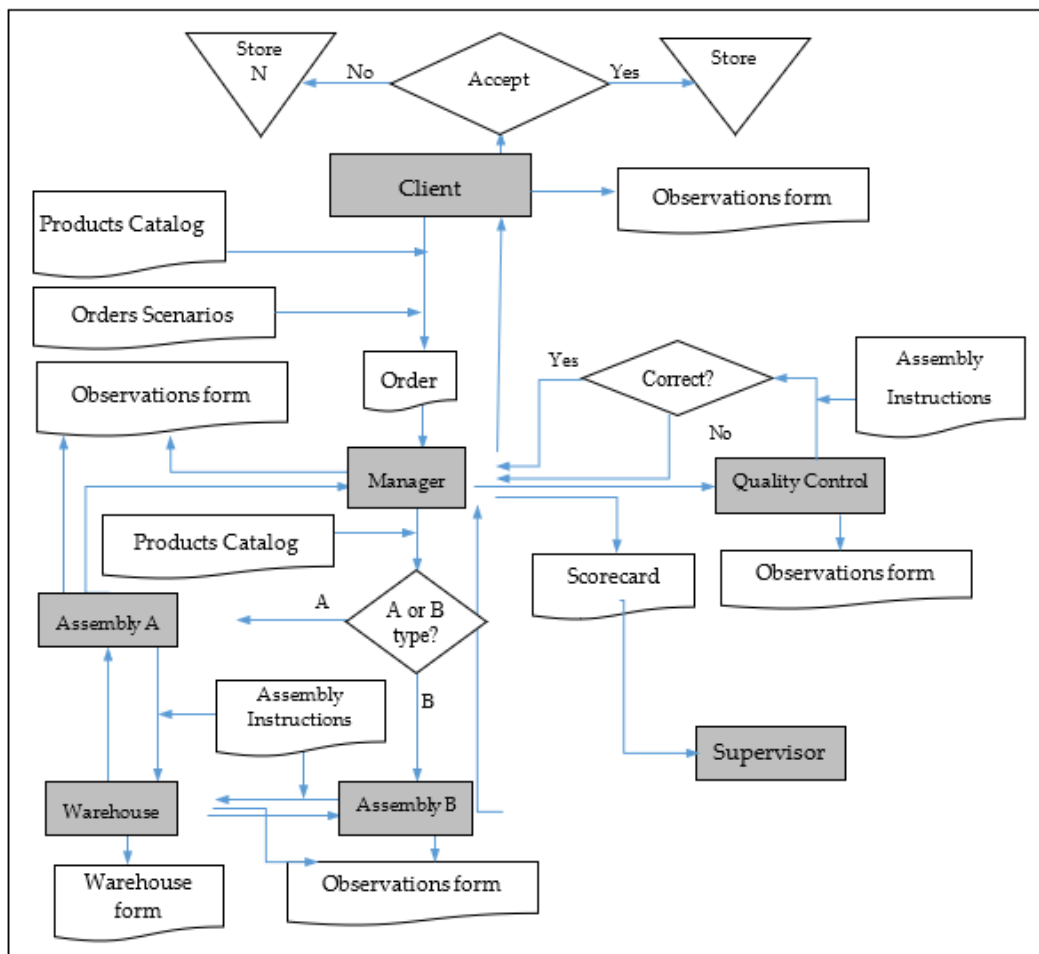 Store
N
No
Accept
Yes
Store
Client
Observations form
Products Catalog
Orders Scenarios
Order
Observations form
Yes
Correct?
No
Assembly
Instructions
Manager
Quality Control
Products Catalog
Scorecard
Observations form
A
A or B
type?
B
Assembly A
Assembly
Instructions
Supervisor
Warehouse
Assembly B
Warehouse
form
Observations form